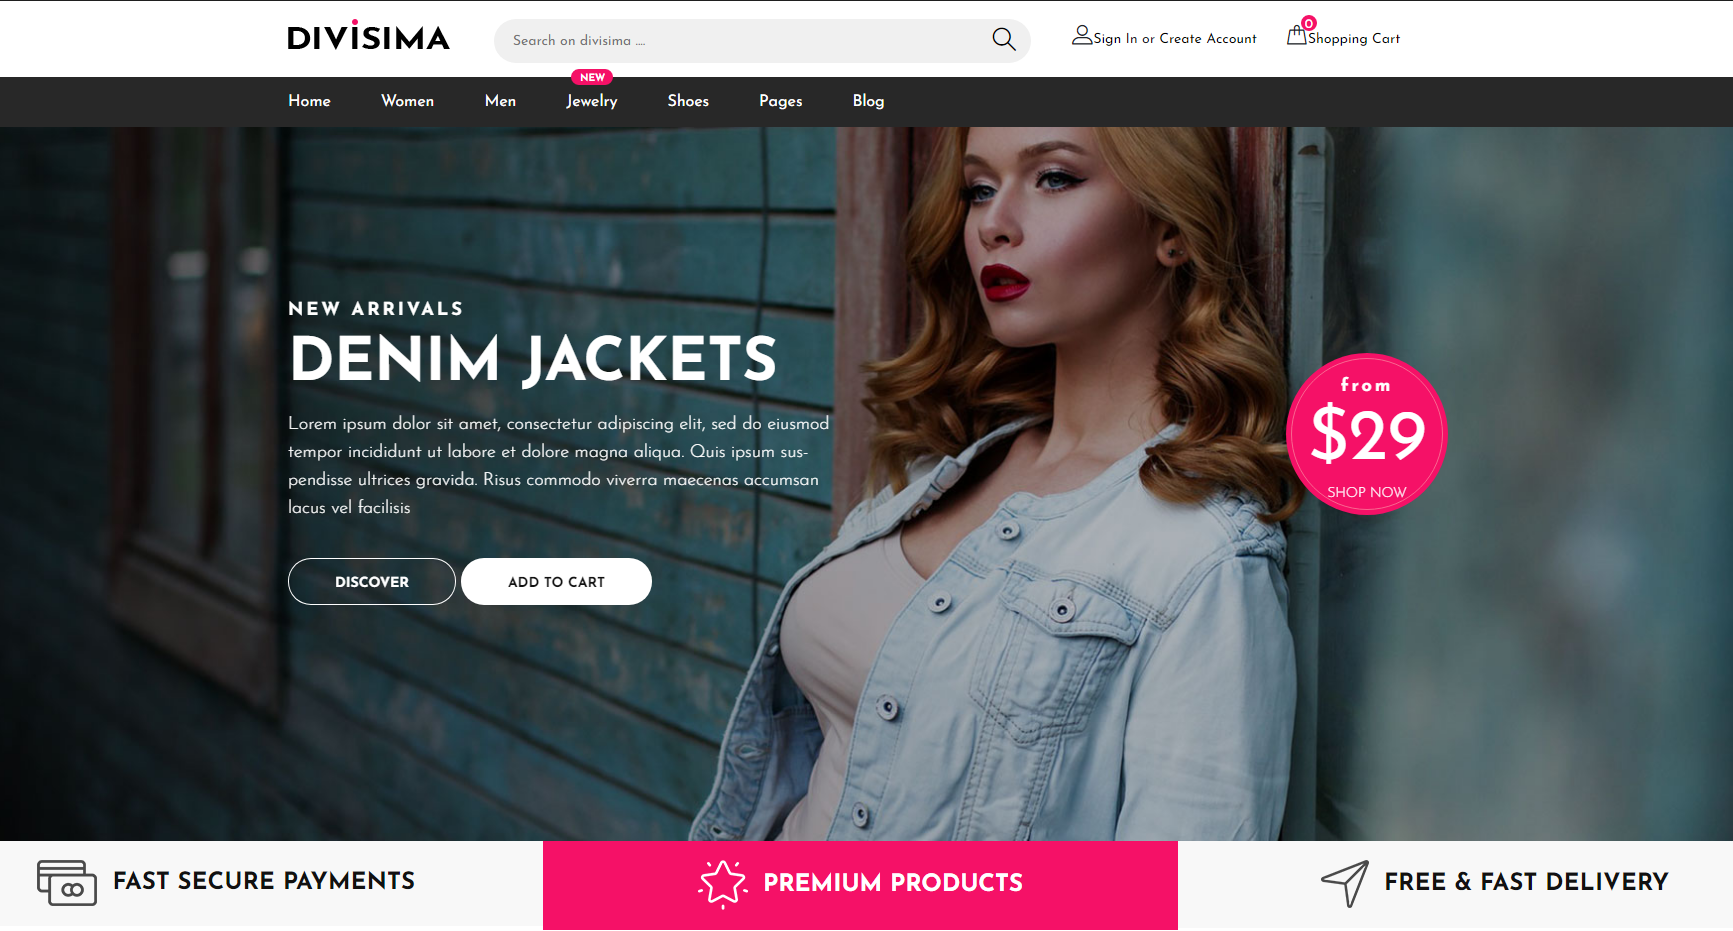 DIVISIMA
Search on divisima ....
Sign In or Create Account
0
Shopping Cart
NEW
Home Women Men Jewelry Shoes Pages Blog
NEW ARRIVALS
DENIM JACKETS
Lorem ipsum dolor sit amet, consectetur adipiscing elit, sed do eiusmod
tempor incididunt ut labore et dolore magna aliqua. Quis ipsum sus-
pendisse ultrices gravida. Risus commodo viverra maecenas accumsan
lacus vel facilisis
DISCOVER
ADD TO CART
from
$29
SHOP NOW
FAST SECURE PAYMENTS
PREMIUM PRODUCTS
FREE & FAST DELIVERY